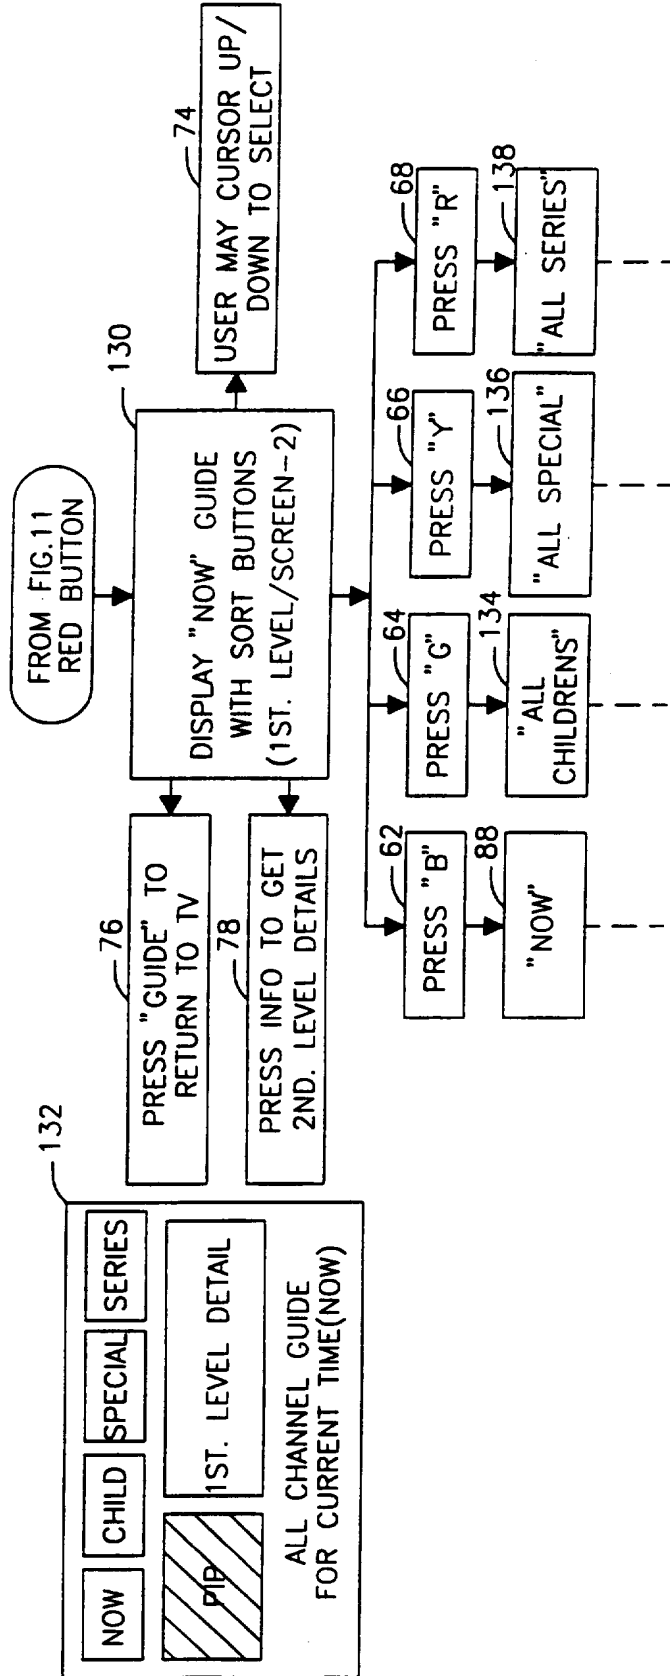 FROM FIG.11
RED BUTTON
130
DISPLAY "NOW" GUIDE
WITH SORT BUTTONS
(1ST. LEVEL/SCREEN-2)
74
USER MAY CURSOR UP/
DOWN TO SELECT
76
PRESS "GUIDE" TO
RETURN TO TV
78
PRESS INFO TO GET
2ND. LEVEL DETAILS
132
NOW
CHILD
SPECIAL
SERIES
PIP
1ST. LEVEL DETAIL
ALL CHANNEL GUIDE
FOR CURRENT TIME(NOW)
62
PRESS "B"
64
PRESS "G"
66
PRESS "Y"
68
PRESS "R"
88
"NOW"
134
"ALL
CHILDRENS"
136
"ALL SPECIAL"
138
"ALL SERIES"